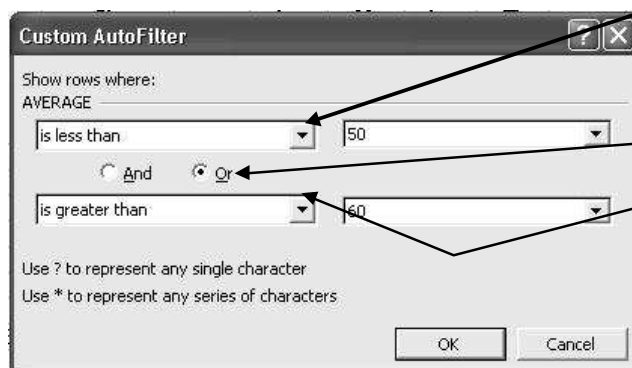 Custom AutoFilter
Show rows where:
AVERAGE
is less than 50
And Or
is greater than 60
Use ? to represent any single character
Use * to represent any series of characters
OK Cancel